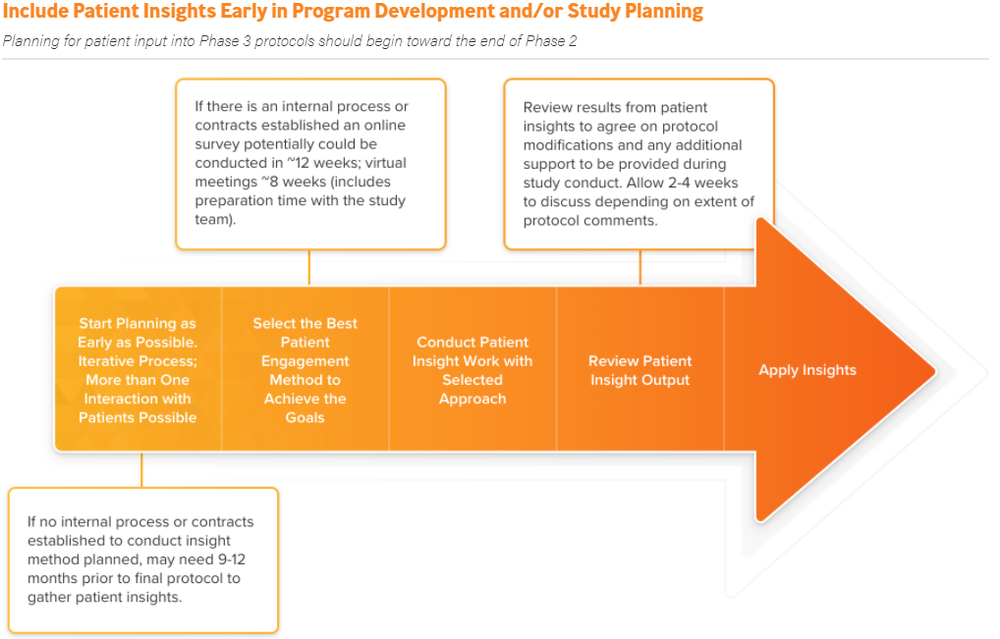 Include Patient Insights Early in Program Development and/or Study Planning
Planning for patient input into Phase 3 protocols should begin toward the end of Phase 2
If there is an internal process or
contracts established an online
survey potentially could be
conducted in ~12 weeks; virtual
meetings ~8 weeks (includes
preparation time with the study
team).
Review results from patient
insights to agree on protocol
modifications and any additional
support to be provided during
study conduct. Allow 2-4 weeks
to discuss depending on extent of
protocol comments.
Start Planning as
Early as Possible.
Iterative Process;
More than One
Interaction with
Patients Possible
Select the Best
Patient
Engagement
Method to
Achieve the
Goals
Conduct Patient
Insight Work with
Selected
Approach
Review Patient
Insight Output
Apply Insights
If no internal process or contracts
established to conduct insight
method planned, may need 9-12
months prior to final protocol to
gather patient insights.